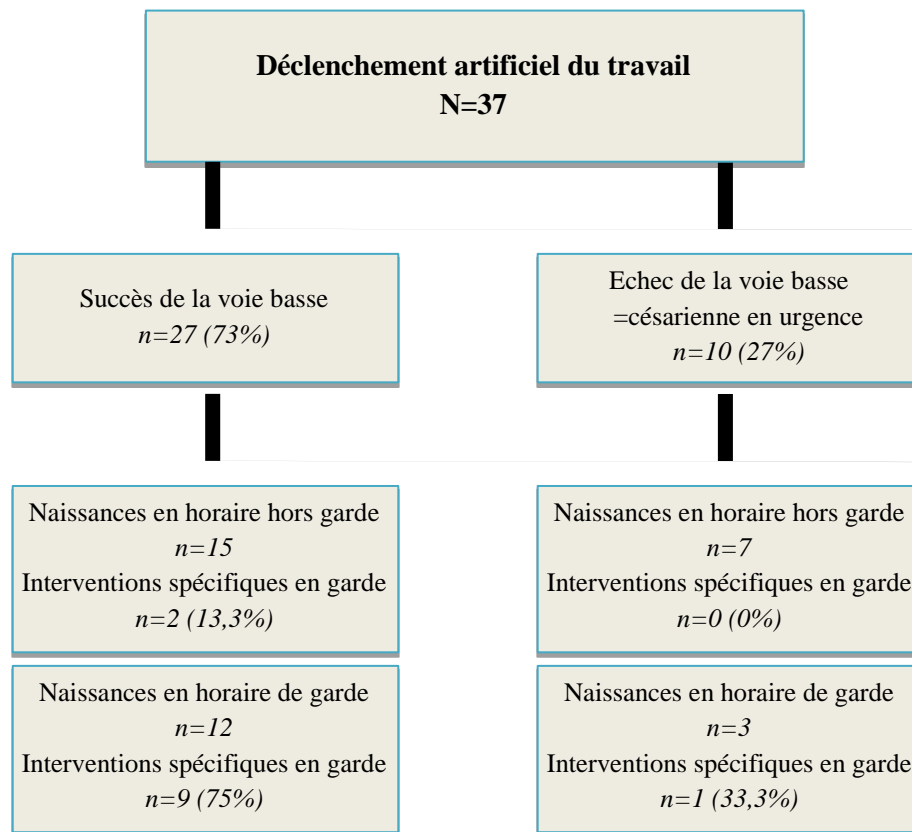 Déclenchement artificiel du travail
N=37
Succès de la voie basse
n=27 (73%)
Echec de la voie basse
=césarienne en urgence
n=10 (27%)
Naissances en horaire hors garde
n=15
Interventions spécifiques en garde
n=2 (13,3%)
Naissances en horaire hors garde
n=7
Interventions spécifiques en garde
n=0 (0%)
Naissances en horaire de garde
n=12
Interventions spécifiques en garde
n=9 (75%)
Naissances en horaire de garde
n=3
Interventions spécifiques en garde
n=1 (33,3%)